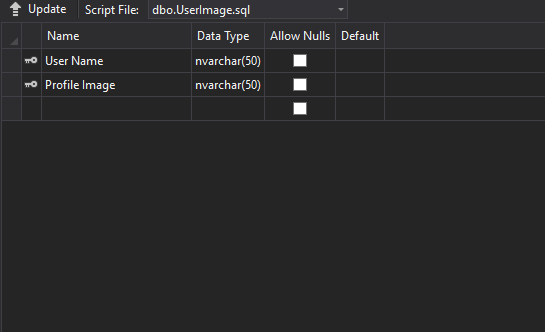 Update Script File: dbo.UserImage.sql
Name Data Type Allow Nulls Default
User Name nvarchar(50)
Profile Image nvarchar(50)